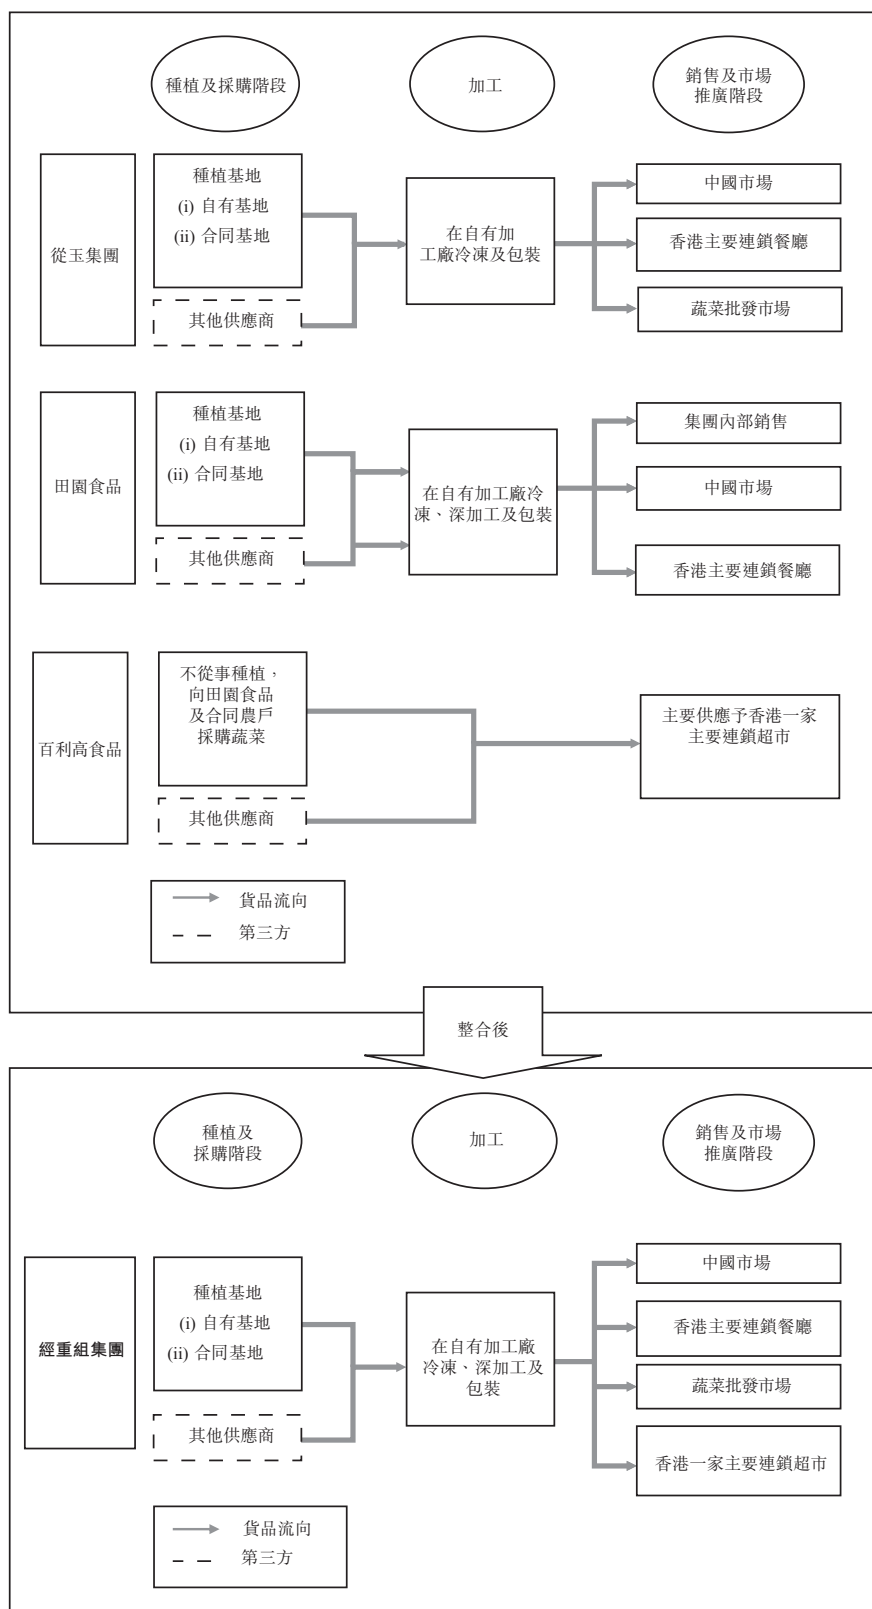 種植及採購階段
加工
銷售及市場
推廣階段
從玉集團
種植基地
(i) 自有基地
(ii) 合同基地
其他供應商
在自有加
工廠冷凍及包裝
中國市場
香港主要連鎖餐廳
蔬菜批發市場
田園食品
種植基地
(i) 自有基地
(ii) 合同基地
其他供應商
在自有加工廠冷
凍、深加工及包裝
集團內部銷售
中國市場
香港主要連鎖餐廳
百利高食品
不從事種植，
向田園食品
及合同農戶
採購蔬菜
其他供應商
主要供應予香港一家
主要連鎖超市
貨品流向
第三方
整合後
種植及
採購階段
加工
銷售及市場
推廣階段
經重組集團
種植基地
(i) 自有基地
(ii) 合同基地
其他供應商
在自有加工廠
冷凍、深加工及
包裝
中國市場
香港主要連鎖餐廳
蔬菜批發市場
香港一家主要連鎖超市
貨品流向
第三方